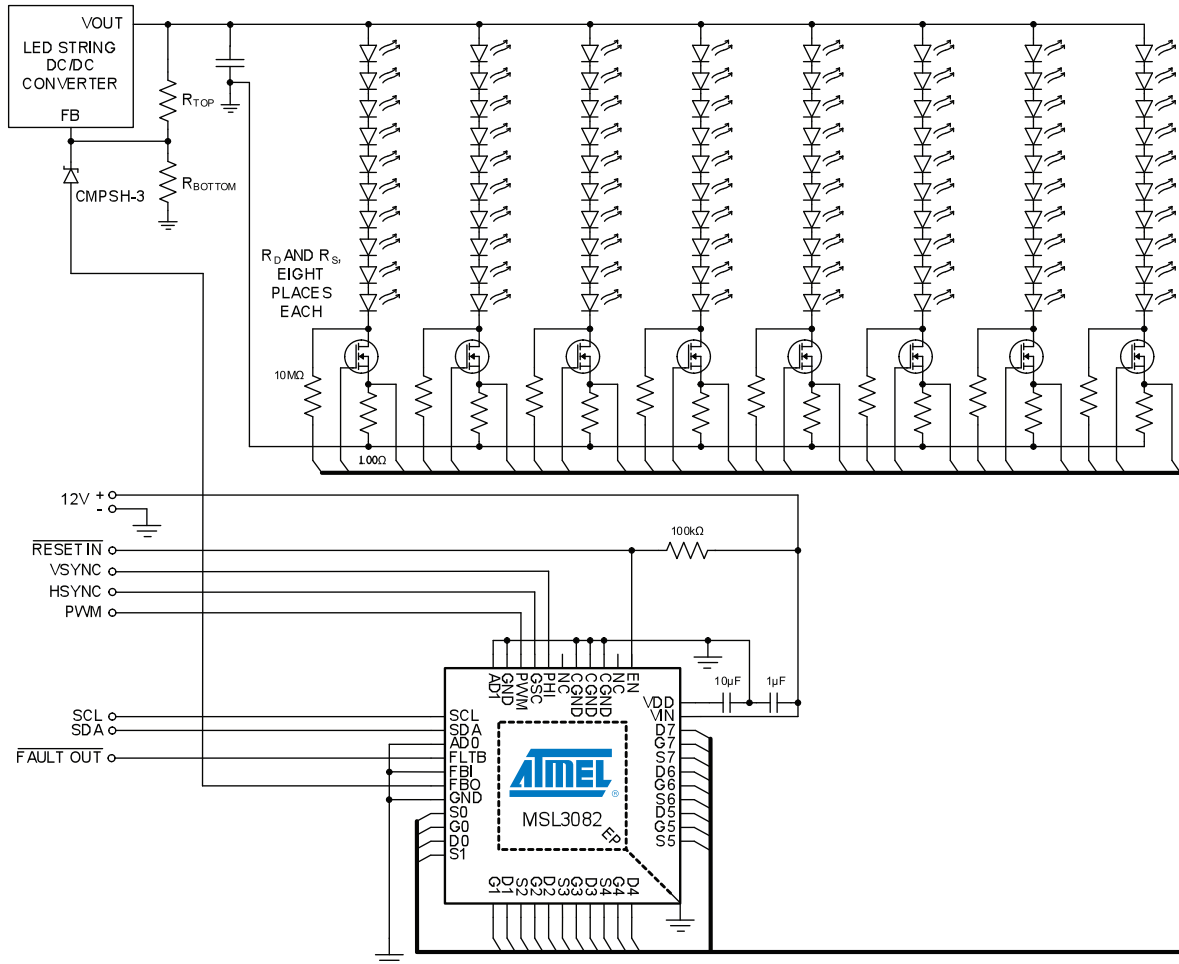 VOUT
LED STRING
DC/DC
CONVERTER
FB
RTOP
RBOTTOM
CMPSH-3
RD AND RS,
EIGHT
PLACES
EACH
10MΩ
1.00Ω
12V +
-
RESET IN
VSYNC
HSYNC
PWM
100kΩ
AD1
GND
PWM
GSC
PHI
NC
CGND
CGND
CGND
NC
EN
10µF
1µF
SCL
SDA
FAULT OUT
SCL
SDA
AD0
FLTB
FBI
FBO
GND
S0
G0
D0
S1
VDD
VIN
D7
G7
S7
D6
G6
S6
D5
G5
S5
ATMEL
®
MSL3082
EP
G1
D1
S2
G2
D2
S3
G3
D3
S4
G4
D4